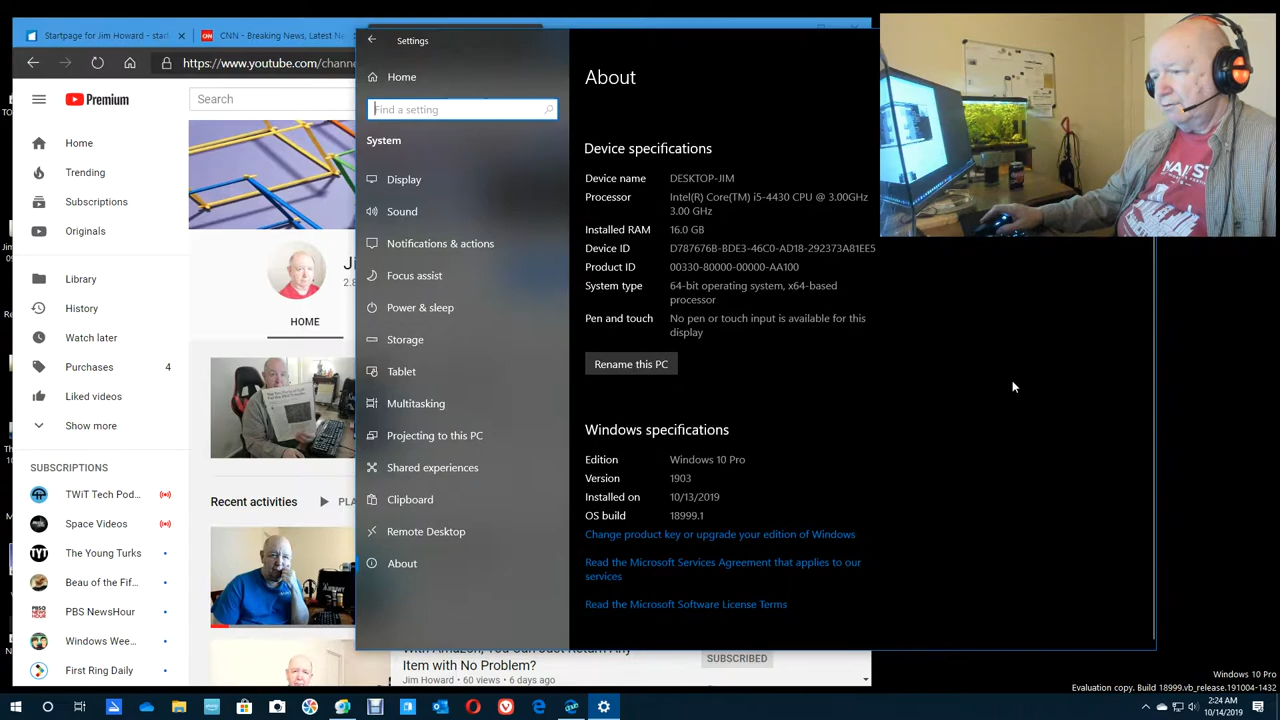 Startpage for Jim Howard - star
CNN - Breaking News, Latest Ne
https://www.youtube.com/chann
Premium
Search
Home
Trending
Subscriptions
Originals
Library
History
Watch later
Purchases 4
Liked videos
Show more
SUBSCRIPTIONS
TWiT Tech Pod...
Space Videos
The Young Turks
Beau of the Fif...
PBS NewsHour
Windows Wee...
First Ring Daily
Ji
2.8
HOME
Recent activities
PLA
With Amazon, You Can Just Return Any
Item with No Problem?
Jim Howard • 60 views • 6 days ago
SUBSCRIBED
Settings
Home
Find a setting
System
Display
Sound
Notifications & actions
Focus assist
Power & sleep
Storage
Tablet
Multitasking
Projecting to this PC
Shared experiences
Clipboard
Remote Desktop
About
About
Device specifications
Device name DESKTOP-JIM
Processor Intel(R) Core(TM) i5-4430 CPU @ 3.00GHz
3.00 GHz
Installed RAM 16.0 GB
Device ID D787676B-BDE3-46C0-AD18-292373A81EE5
Product ID 00330-80000-00000-AA100
System type 64-bit operating system, x64-based
processor
Pen and touch No pen or touch input is available for this
display
Rename this PC
Windows specifications
Edition Windows 10 Pro
Version 1903
Installed on 10/13/2019
OS build 18999.1
Change product key or upgrade your edition of Windows
Read the Microsoft Services Agreement that applies to our
services
Read the Microsoft Software License Terms
Windows 10 Pro
Evaluation copy. Build 18999.vb_release.191004-1432
2:24 AM
10/14/2019